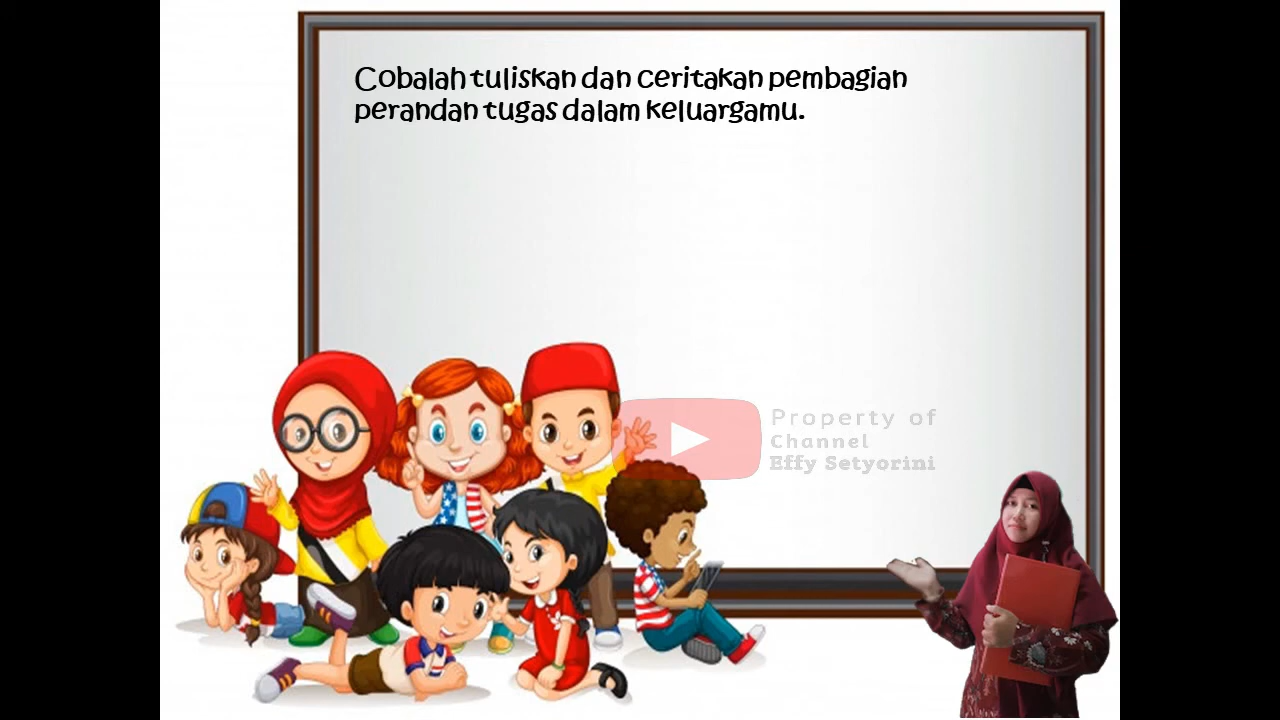 Cobalah tuliskan dan ceritakan pembagian
perandan tugas dalam keluargamu.
Property of
Channel
Effy Setyorini